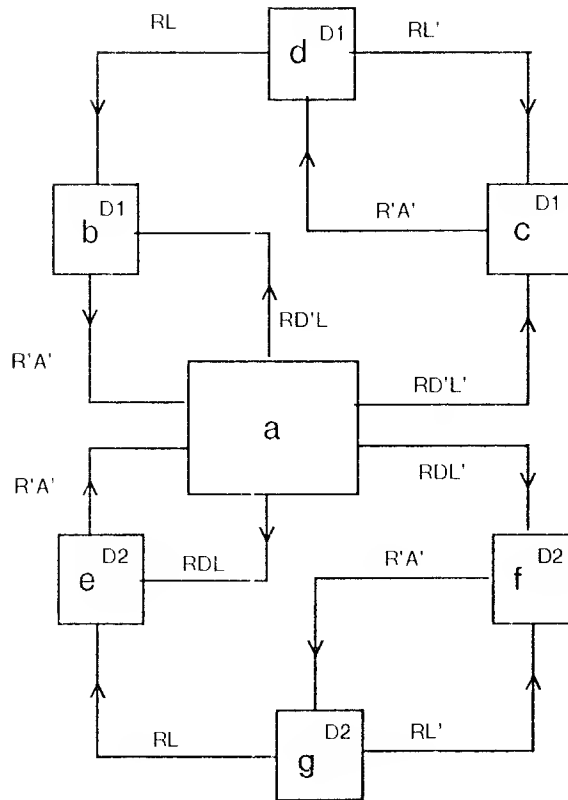 RL
d D1
RL'
b D1
R'A'
c D1
RD'L
R'A'
RD'L'
a
RDL'
R'A'
R'A'
e D2
RDL
f D2
RL
g D2
RL'